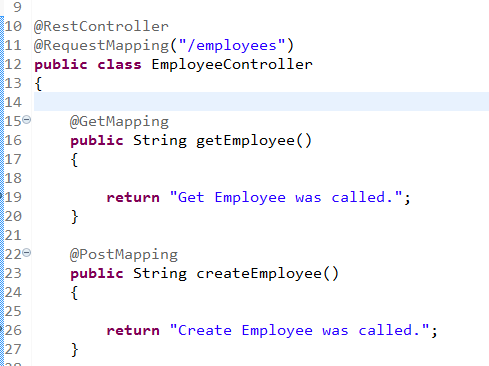 9
10 @RestController
11 @RequestMapping("/employees")
12 public class EmployeeController
13 {
14
15 @GetMapping
16 public String getEmployee()
17 {
18
19 return "Get Employee was called.";
20 }
21
22 @PostMapping
23 public String createEmployee()
24 {
25
26 return "Create Employee was called.";
27 }